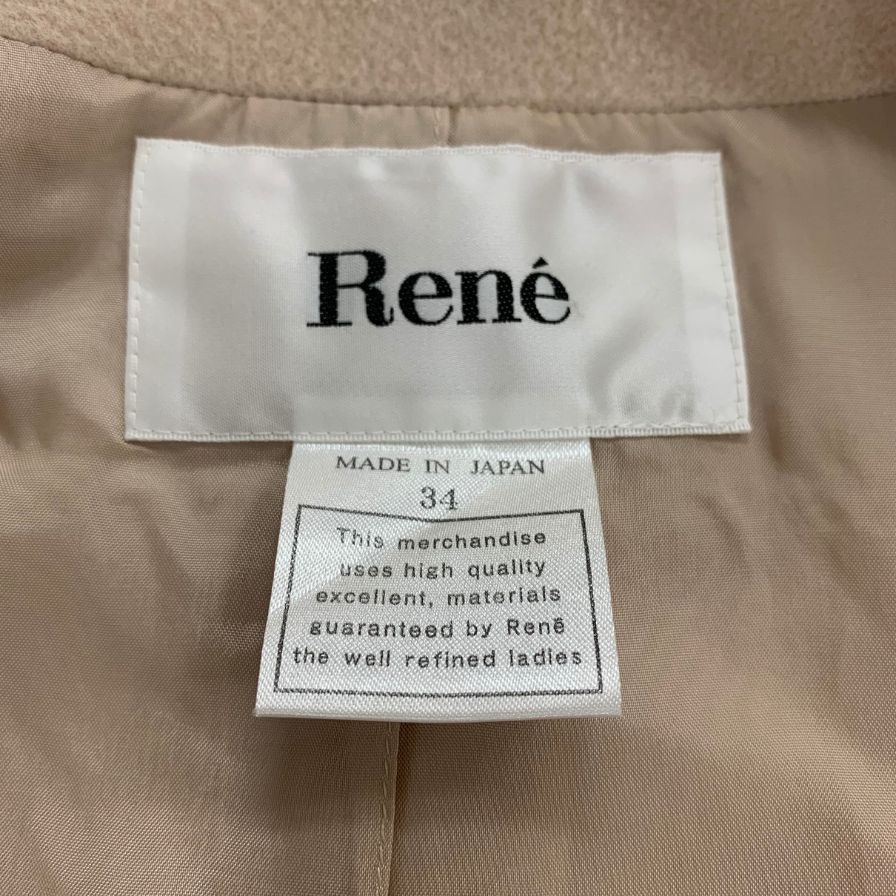 René
MADE IN JAPAN
34
This merchandise
uses high quality
excellent, materials
guaranteed by René
the well refined ladies